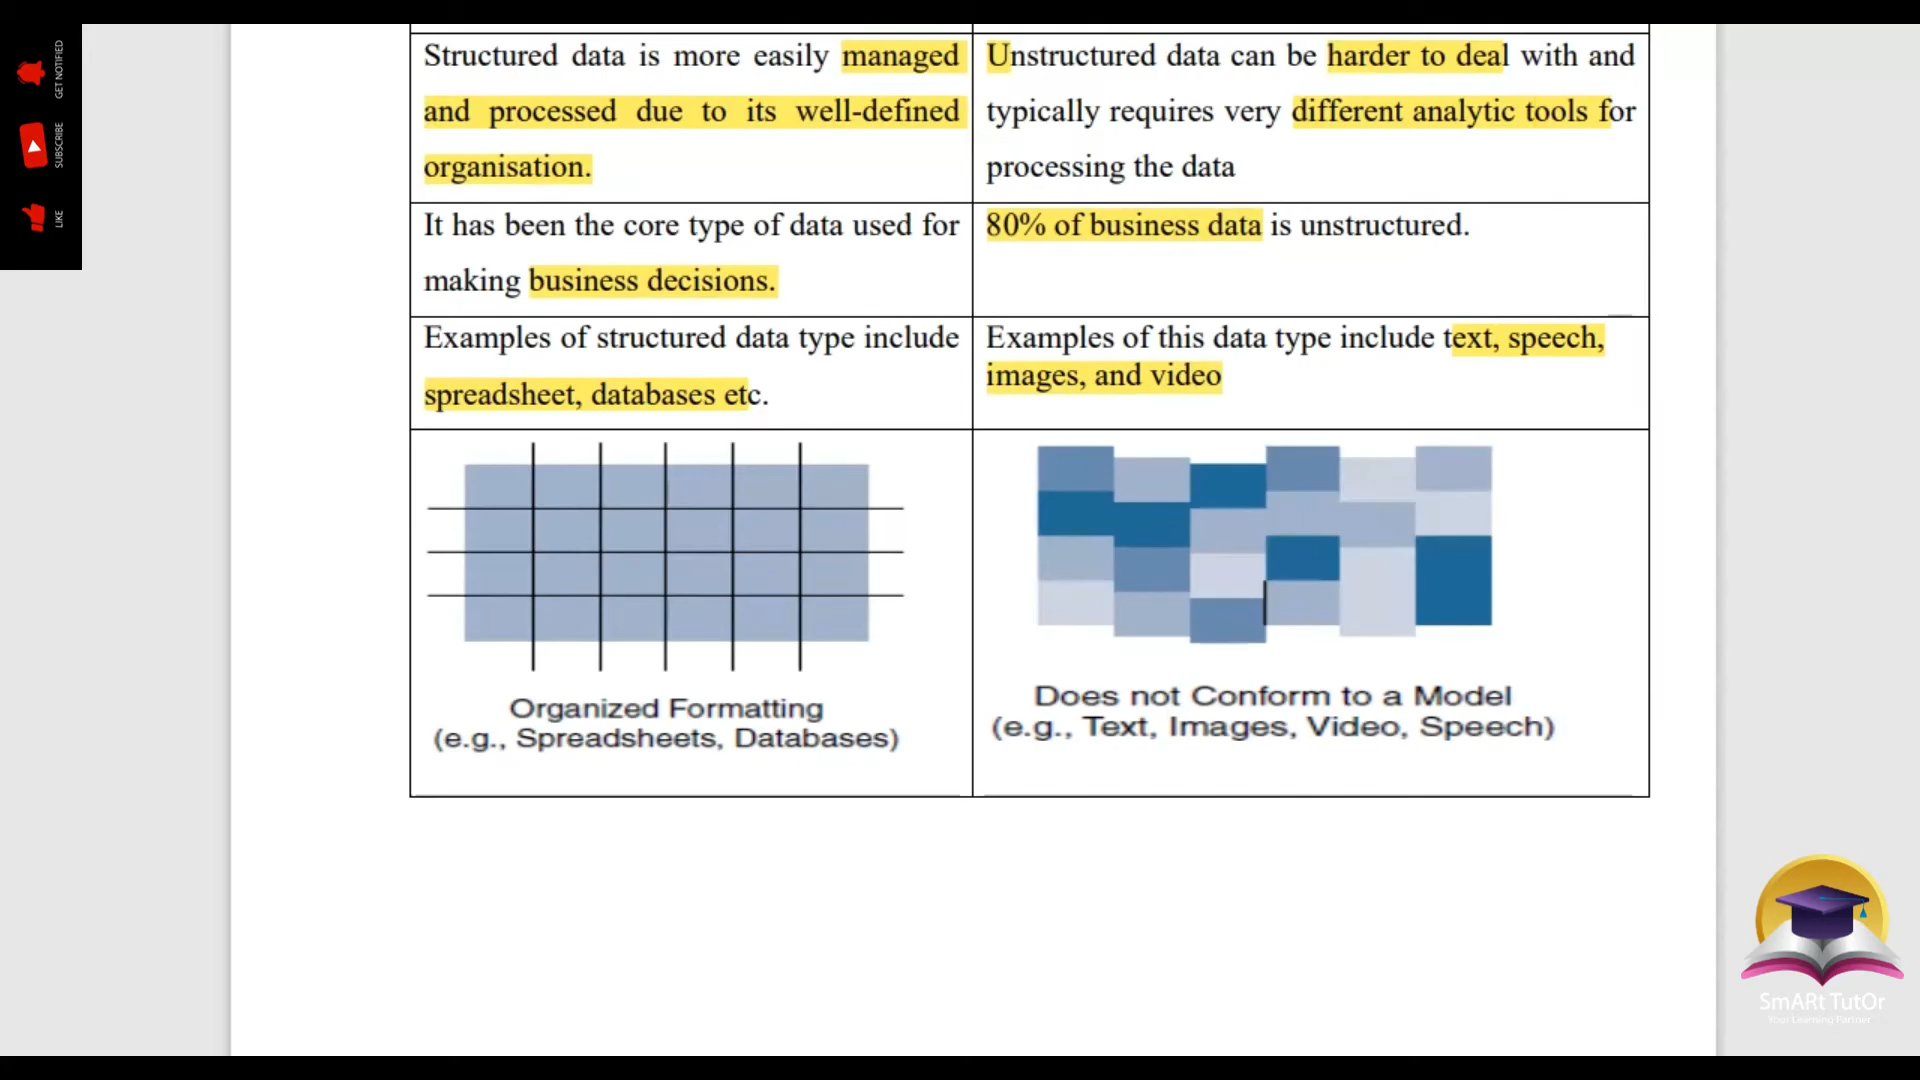 GET NOTIFIED
SUBSCRIBE
LIKE
Structured data is more easily managed
and processed due to its well-defined
organisation.
Unstructured data can be harder to deal with and
typically requires very different analytic tools for
processing the data
It has been the core type of data used for
making business decisions.
80% of business data is unstructured.
Examples of structured data type include
spreadsheet, databases etc.
Examples of this data type include text, speech,
images, and video
Organized Formatting
(e.g., Spreadsheets, Databases)
Does not Conform to a Model
(e.g., Text, Images, Video, Speech)
SmARt TutOr
Your Learning Partner